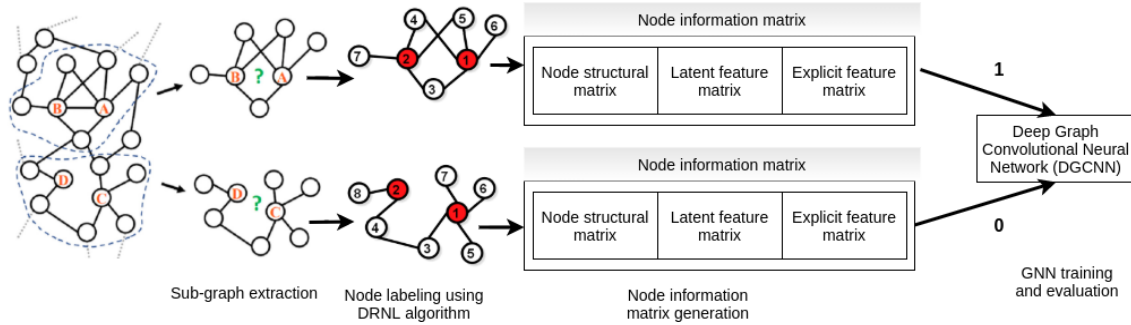 Node information matrix
Node structural matrix
Latent feature matrix
Explicit feature matrix
B
A
B
?
A
4
5
6
7
2
1
3
1
Deep Graph
Convolutional Neural
Network (DGCNN)
Node information matrix
Node structural matrix
Latent feature matrix
Explicit feature matrix
D
C
D
?
C
8
2
7
6
1
4
3
5
0
Sub-graph extraction
Node labeling using
DRNL algorithm
Node information
matrix generation
GNN training
and evaluation